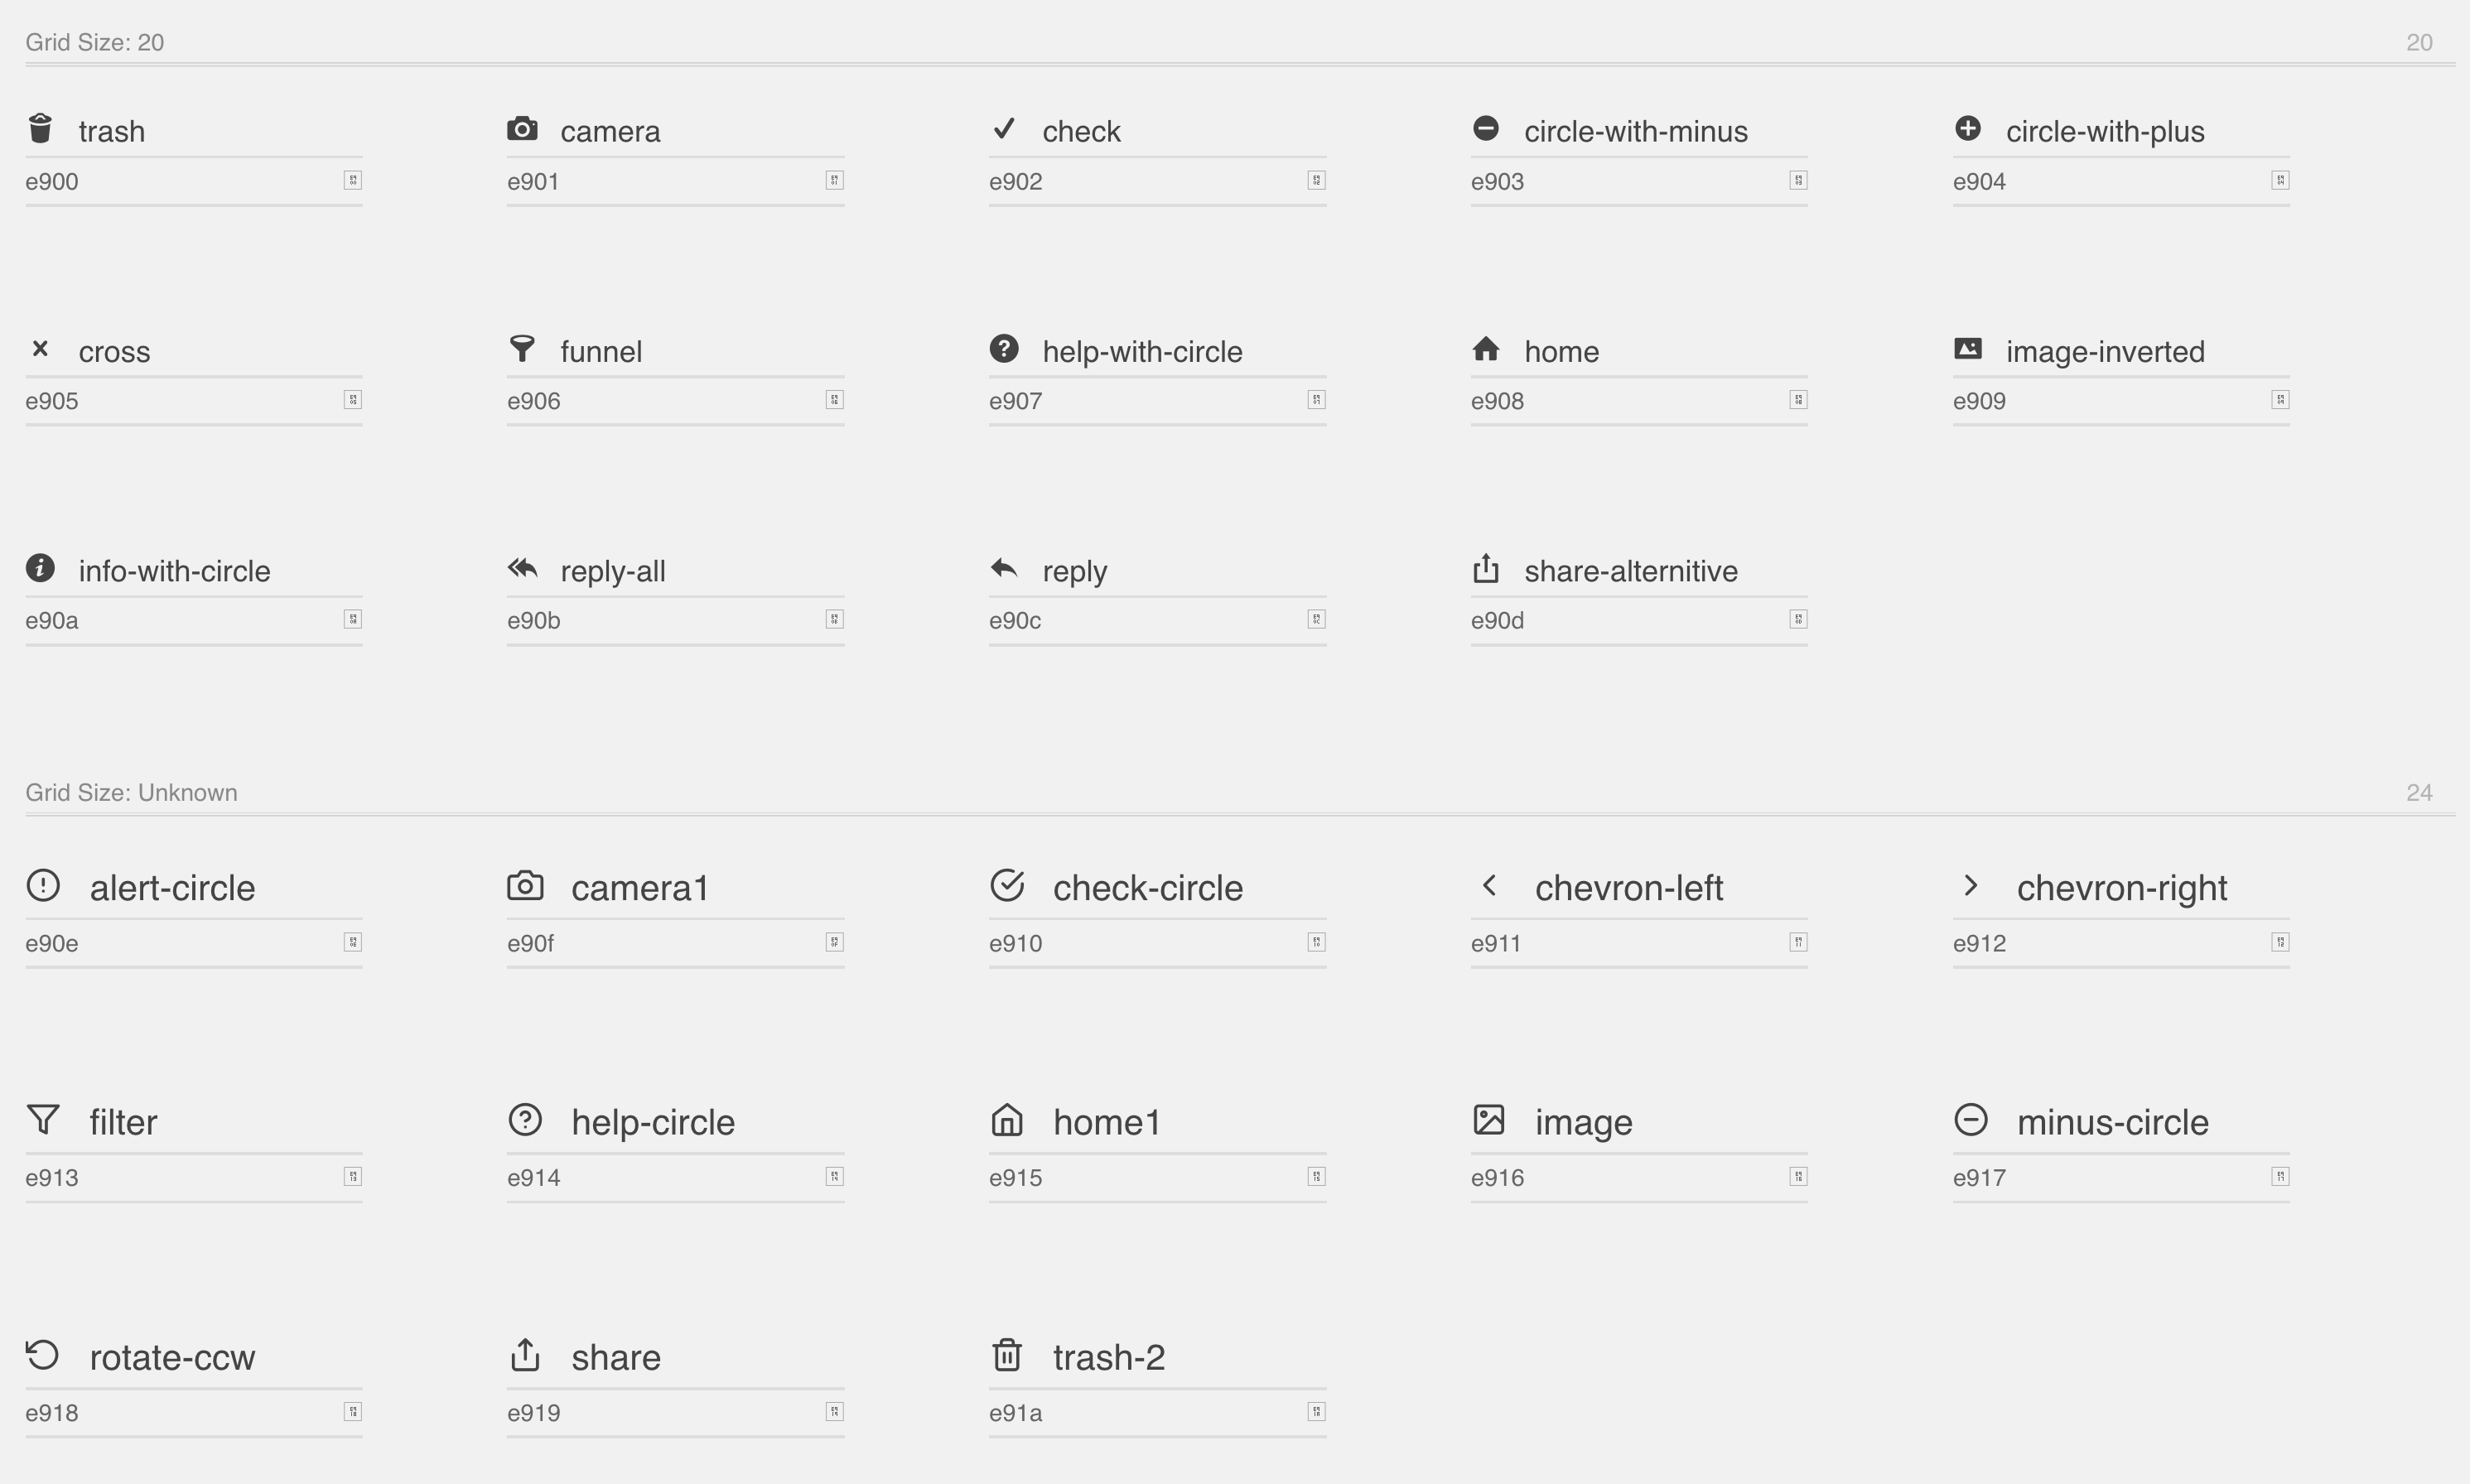 Grid Size: 20 20
trash camera check circle-with-minus circle-with-plus
e900 e901 e902 e903 e904
cross funnel help-with-circle home image-inverted
e905 e906 e907 e908 e909
info-with-circle reply-all reply share-alternitive
e90a e90b e90c e90d
Grid Size: Unknown 24
alert-circle camera1 check-circle chevron-left chevron-right
e90e e90f e910 e911 e912
filter help-circle home1 image minus-circle
e913 e914 e915 e916 e917
rotate-ccw share trash-2
e918 e919 e91a